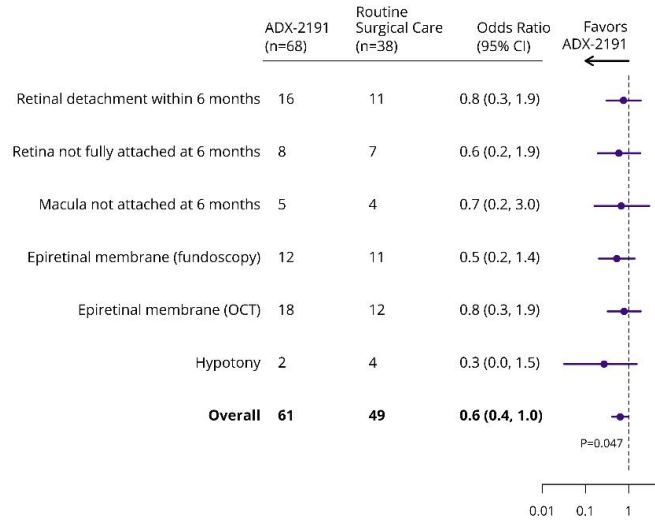 ADX-2191 (n=68)
Routine Surgical Care (n=38)
Odds Ratio (95% CI)
Favors ADX-2191
Retinal detachment within 6 months 16 11 0.8 (0.3, 1.9)
Retina not fully attached at 6 months 8 7 0.6 (0.2, 1.9)
Macula not attached at 6 months 5 4 0.7 (0.2, 3.0)
Epiretinal membrane (fundoscopy) 12 11 0.5 (0.2, 1.4)
Epiretinal membrane (OCT) 18 12 0.8 (0.3, 1.9)
Hypotony 2 4 0.3 (0.0, 1.5)
Overall 61 49 0.6 (0.4, 1.0)
P=0.047
0.01 0.1 1